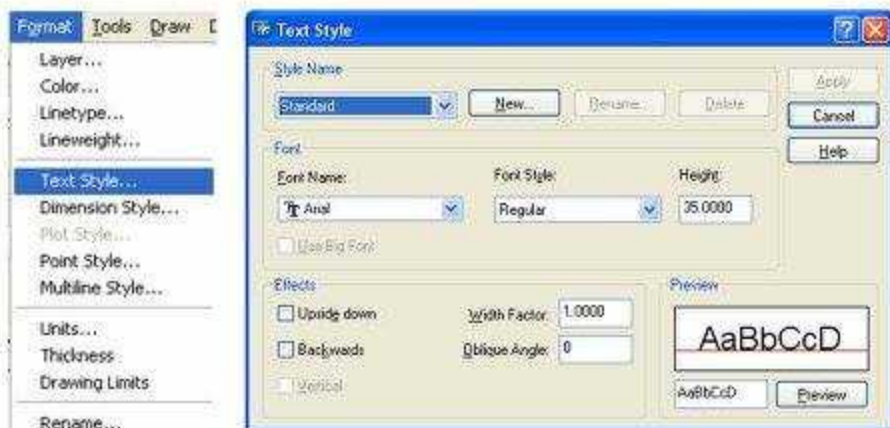 Format Tools Draw D
Layer...
Color...
Linetype...
Lineweight...
Text Style...
Dimension Style...
Plot Style...
Point Style...
Multiline Style...
Units...
Thickness
Drawing Limits
Rename...
Text Style
Style Name
Standard
New...
Rename...
Delete
Apply
Cancel
Help
Font
Font Name:
Font Style:
Height:
Arial
Regular
35.0000
Use Big Font
Effects
Upside down
Width Factor: 1.0000
Backwards
Oblique Angle: 0
Vertical
Preview
AaBbCcD
AaBbCcD
Preview